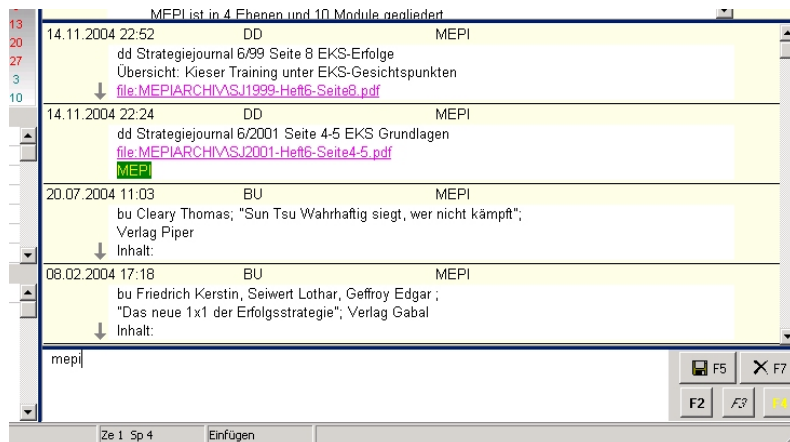 MEPI ist in 4 Ebenen und 10 Module gegliedert
13
20
27
3
10
14.11.2004 22:52 DD MEPI
dd Strategiejournal 6/99 Seite 8 EKS-Erfolge
Übersicht: Kieser Training unter EKS-Gesichtspunkten
file:MEPIARCHIV\SJ1999-Heft6-Seite8.pdf
14.11.2004 22:24 DD MEPI
dd Strategiejournal 6/2001 Seite 4-5 EKS Grundlagen
file:MEPIARCHIV\SJ2001-Heft6-Seite4-5.pdf
MEPI
20.07.2004 11:03 BU MEPI
bu Cleary Thomas; "Sun Tsu Wahrhaftig siegt, wer nicht kämpft";
Verlag Piper
Inhalt:
08.02.2004 17:18 BU MEPI
bu Friedrich Kerstin, Seiwert Lothar, Geffroy Edgar ;
"Das neue 1x1 der Erfolgsstrategie"; Verlag Gabal
Inhalt:
mepi
F5 F7
F2 F3 F4
Ze 1 Sp 4 Einfügen